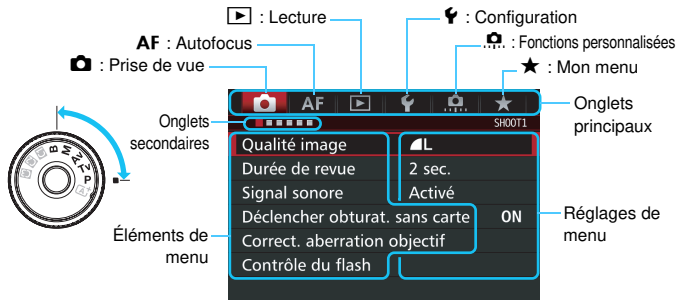 : Lecture
: Configuration
AF : Autofocus
: Fonctions personnalisées
: Prise de vue
★ : Mon menu
AF
★
Onglets
principaux
Onglets
secondaires
SHOOT1
Qualité image
L
Durée de revue
2 sec.
Signal sonore
Activé
Déclencher obturat. sans carte
ON
Correct. aberration objectif
Contrôle du flash
Éléments de
menu
Réglages de
menu
B
M
Av
Tv
P
A+